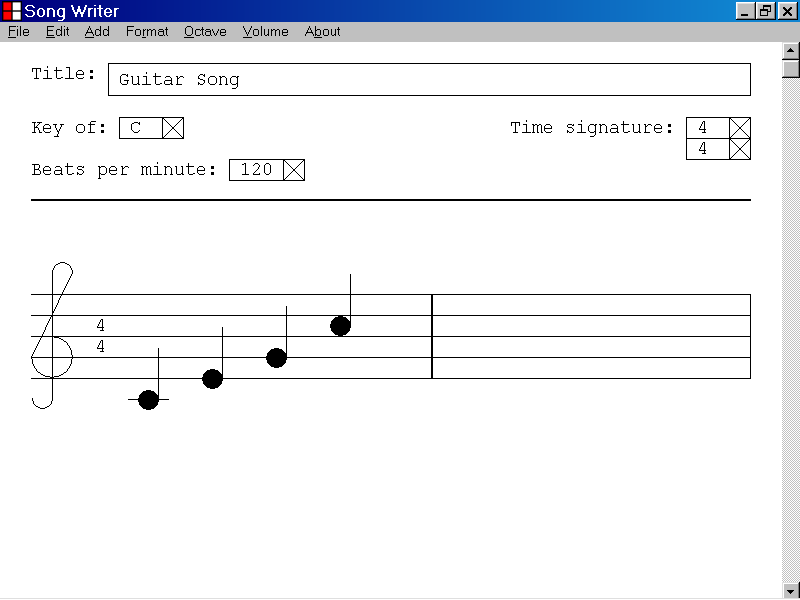 Song Writer
File Edit Add Format Octave Volume About
Title: Guitar Song
Key of: C Time signature: 4
4
Beats per minute: 120
4
4